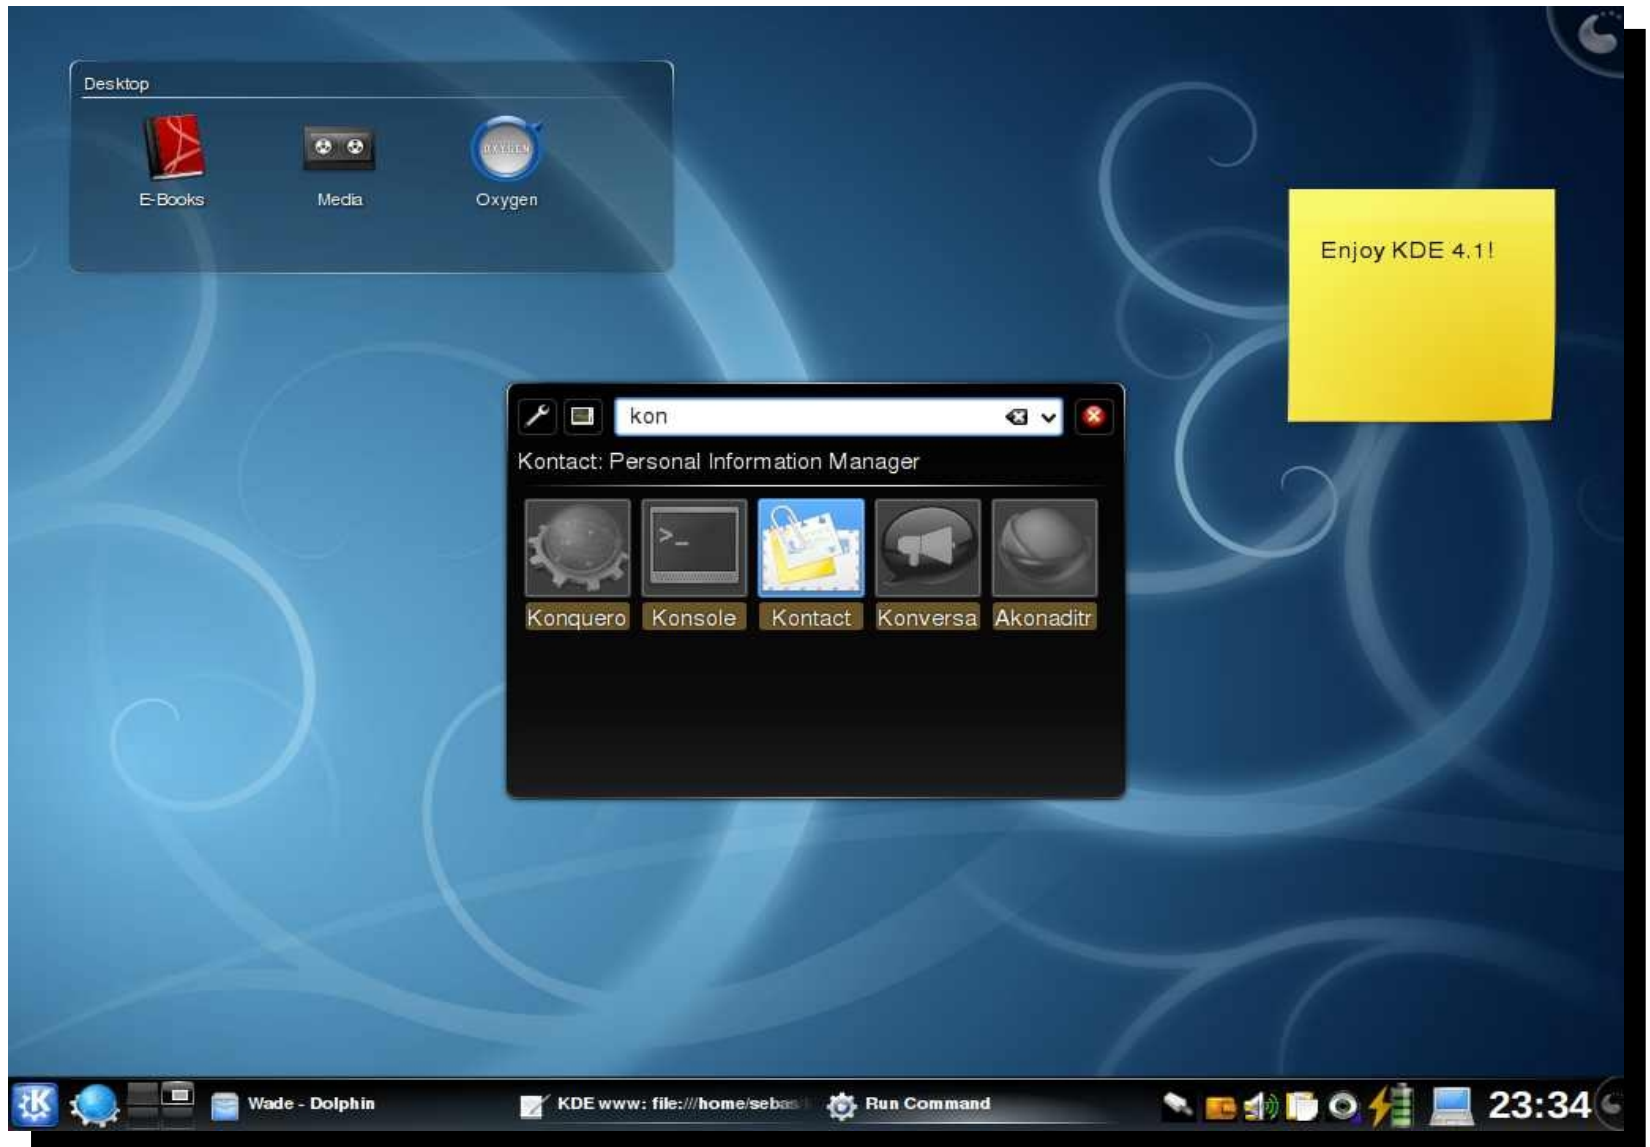 Desktop
E-Books
Media
Oxygen
OXYGEN
Enjoy KDE 4.1!
kon
Kontact: Personal Information Manager
>_
Konquero
Konsole
Kontact
Konversa
Akonaditr
K
Wade - Dolphin
KDE www: file:///home/sebas
Run Command
23:34